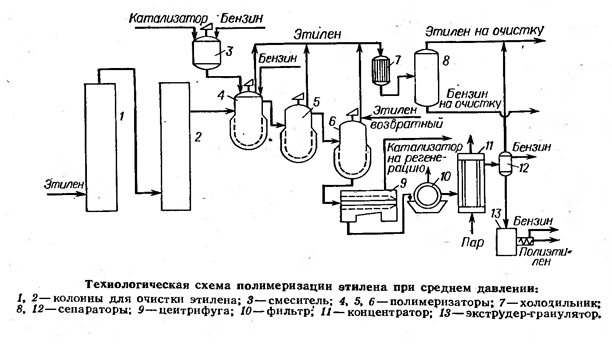 Катализатор Бензин
3
Этилен
Этилен на очистку
Бензин
7
8
1
2
4
5
6
Бензин
на очистку
Этилен
возвратный
Катализатор
на регене-
рацию
11
Бензин
12
9
10
13
Этилен
Пар
Бензин
Полиэти-
лен
Технологическая схема полимеризации этилена при среднем давлении:
1, 2—колонны для очистки этилена; 3—смеситель; 4, 5, 6—полимеризаторы; 7—холодильник;
8, 12—сепараторы; 9—центрифуга; 10—фильтр; 11—концентратор; 13—экструдер-гранулятор.